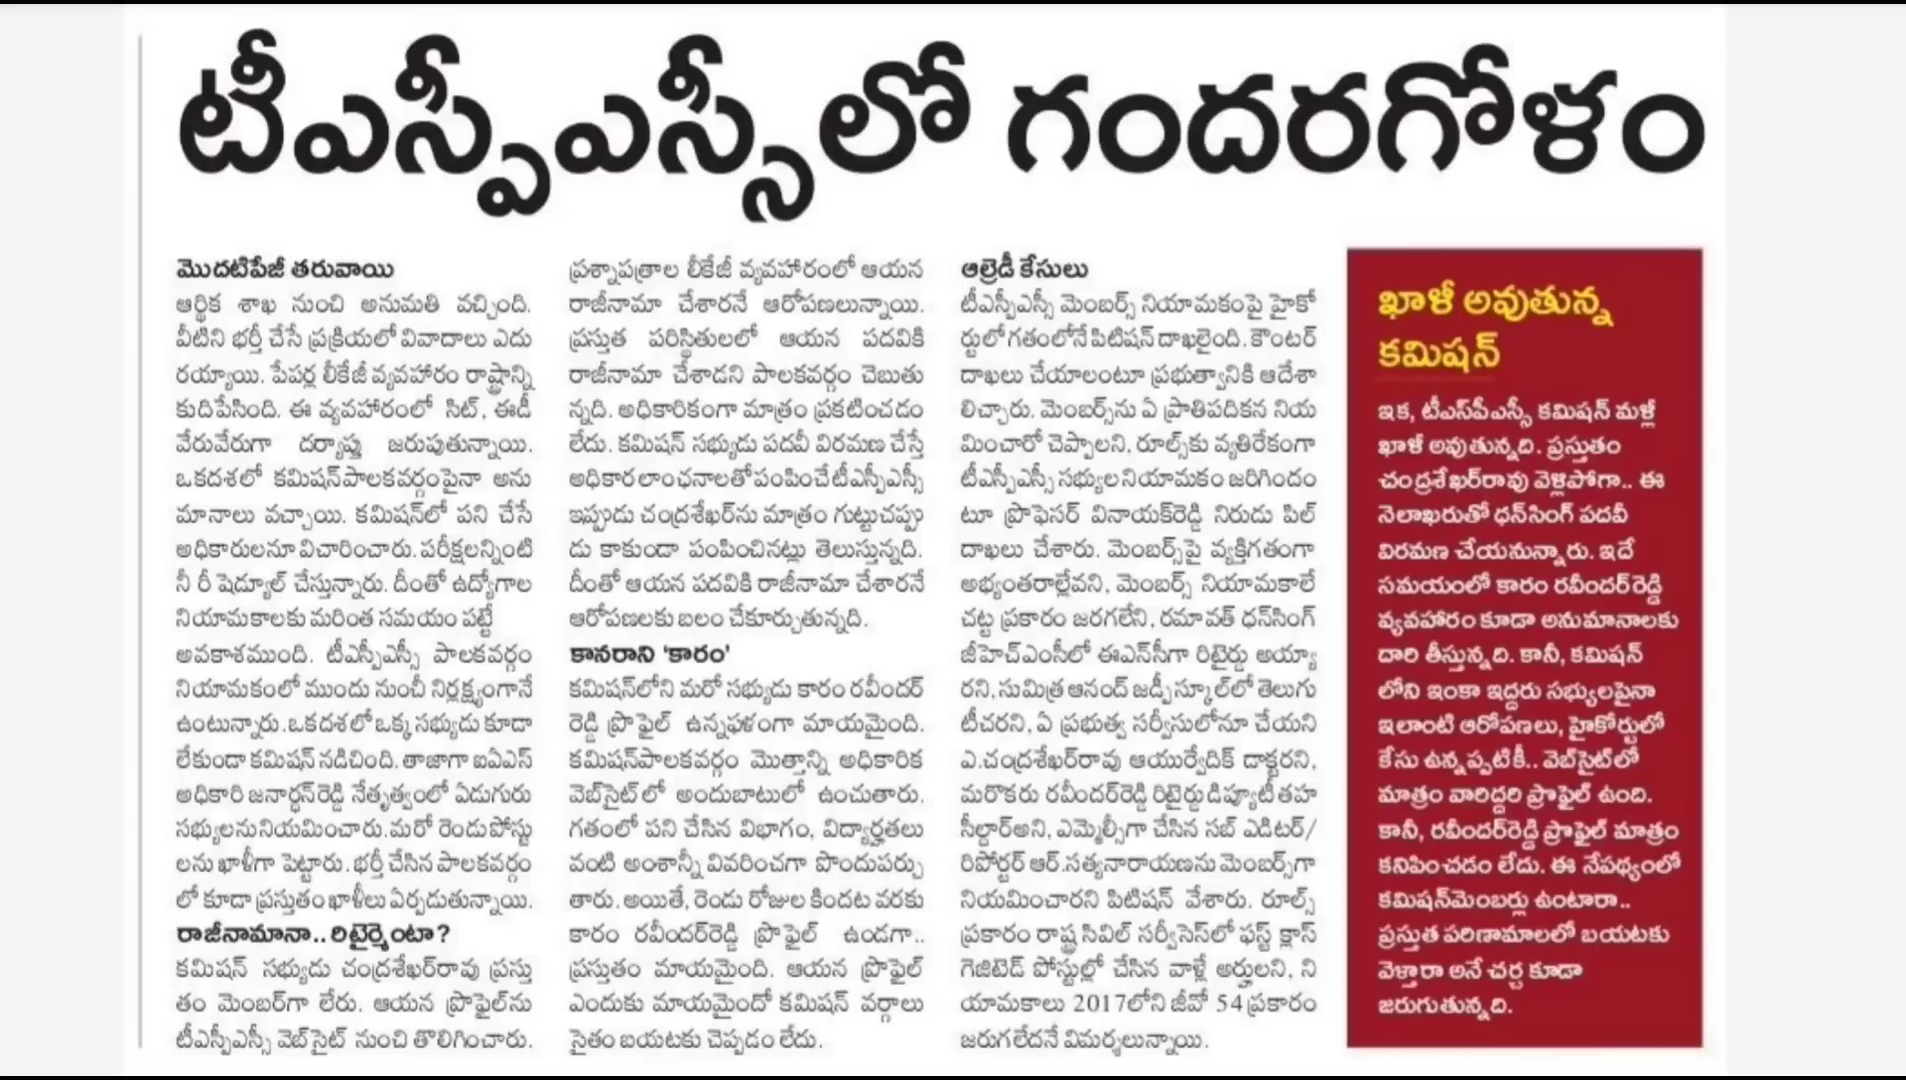 టీఎస్పీఎస్సీలో గందరగోళం
మొదటిపేజీ తరువాయి
ఆర్థిక శాఖ నుంచి అనుమతి వచ్చింది.
వీటిని భర్తీ చేసే ప్రక్రియలో వివాదాలు ఎదు
రయ్యాయి. పేపర్ల లీకేజీ వ్యవహారం రాష్ట్రాన్ని
కుదిపేసింది. ఈ వ్యవహారంలో సిట్, ఈడీ
వేరువేరుగా దర్యాప్తు జరుపుతున్నాయి.
ఒకదశలో కమిషన్‌పాలకవర్గంపైనా అను
మానాలు వచ్చాయి. కమిషన్‌లో పని చేసే
అధికారులనూ విచారించారు. పరీక్షలన్నింటి
నీ రీ షెడ్యూల్ చేస్తున్నారు. దీంతో ఉద్యోగాల
నియామకాలకు మరింత సమయం పట్టే
అవకాశముంది. టీఎస్పీఎస్సీ పాలకవర్గం
నియామకంలో ముందు నుంచీ నిర్లక్ష్యంగానే
ఉంటున్నారు. ఒకదశలో ఒక్క సభ్యుడు కూడా
లేకుండా కమిషన్ నడిచింది. తాజాగా ఐఏఎస్
అధికారి జనార్ధన్‌రెడ్డి నేతృత్వంలో ఏడుగురు
సభ్యులను నియమించారు. మరో రెండు పోస్టు
లను ఖాళీగా పెట్టారు. భర్తీ చేసిన పాలకవర్గం
లో కూడా ప్రస్తుతం ఖాళీలు ఏర్పడుతున్నాయి.
రాజీనామానా.. రిటైర్మెంటా?
కమిషన్ సభ్యుడు చంద్రశేఖర్‌రావు ప్రస్తు
తం మెంబర్‌గా లేరు. ఆయన ప్రొఫైల్‌ను
టీఎస్పీఎస్సీ వెబ్‌సైట్ నుంచి తొలిగించారు.
ప్రశ్నాపత్రాల లీకేజీ వ్యవహారంలో ఆయన
రాజీనామా చేశారనే ఆరోపణలున్నాయి.
ప్రస్తుత పరిస్థితులలో ఆయన పదవికి
రాజీనామా చేశాడని పాలకవర్గం చెబుతు
న్నది. అధికారికంగా మాత్రం ప్రకటించడం
లేదు. కమిషన్ సభ్యుడు పదవీ విరమణ చేస్తే
అధికార లాంఛనాలతో పంపించే టీఎస్పీఎస్సీ
ఇప్పుడు చంద్రశేఖర్‌ను మాత్రం గుట్టుచప్పు
డు కాకుండా పంపించినట్లు తెలుస్తున్నది.
దీంతో ఆయన పదవికి రాజీనామా చేశారనే
ఆరోపణలకు బలం చేకూర్చుతున్నది.
కానరాని ‘కారం’
కమిషన్‌లోని మరో సభ్యుడు కారం రవీందర్
రెడ్డి ప్రొఫైల్ ఉన్నఫళంగా మాయమైంది.
కమిషన్‌పాలకవర్గం మొత్తాన్ని అధికారిక
వెబ్‌సైట్‌లో అందుబాటులో ఉంచుతారు.
గతంలో పని చేసిన విభాగం, విద్యార్హతలు
వంటి అంశాన్నీ వివరించగా పొందుపర్చు
తారు. అయితే, రెండు రోజుల కిందట వరకు
కారం రవీందర్‌రెడ్డి ప్రొఫైల్ ఉండగా..
ప్రస్తుతం మాయమైంది. ఆయన ప్రొఫైల్
ఎందుకు మాయమైందో కమిషన్ వర్గాలు
సైతం బయటకు చెప్పడం లేదు.
ఆల్రెడీ కేసులు
టీఎస్పీఎస్సీ మెంబర్స్ నియామకంపై హైకో
ర్టులో గతంలోనే పిటిషన్ దాఖలైంది. కౌంటర్
దాఖలు చేయాలంటూ ప్రభుత్వానికి ఆదేశా
లిచ్చారు. మెంబర్స్‌ను ఏ ప్రాతిపదికన నియ
మించారో చెప్పాలని, రూల్స్‌కు వ్యతిరేకంగా
టీఎస్పీఎస్సీ సభ్యుల నియామకం జరిగిందం
టూ ప్రొఫెసర్ వినాయక్‌రెడ్డి నిరుడు పిల్
దాఖలు చేశారు. మెంబర్స్‌పై వ్యక్తిగతంగా
అభ్యంతరాల్లేవని, మెంబర్స్ నియామకాలే
చట్ట ప్రకారం జరగలేని, రమావత్ ధన్‌సింగ్
జీహెచ్ఎంసీలో ఈఎన్‌సీగా రిటైర్డు అయ్యా
రని, సుమిత్ర ఆనంద్ జడ్పీ స్కూల్‌లో తెలుగు
టీచరని, ఏ ప్రభుత్వ సర్వీసులోనూ చేయని
ఎ.చంద్రశేఖర్‌రావు ఆయుర్వేదిక్ డాక్టరని,
మరొకరు రవీందర్‌రెడ్డి రిటైర్డు డిప్యూటీ తహ
సీల్దార్ అని, ఎమ్మెల్సీగా చేసిన సబ్ ఎడిటర్/
రిపోర్టర్ ఆర్.సత్యనారాయణను మెంబర్స్‌గా
నియమించారని పిటిషన్ వేశారు. రూల్స్
ప్రకారం రాష్ట్ర సివిల్ సర్వీసెస్‌లో ఫస్ట్ క్లాస్
గెజిటెడ్ పోస్టుల్లో చేసిన వాళ్లే అర్హులని, ని
యామకాలు 2017లోని జీవో 54 ప్రకారం
జరుగలేదనే విమర్శలున్నాయి.
ఖాళీ అవుతున్న
కమిషన్
ఇక, టీఎస్‌పీఎస్సీ కమిషన్ మళ్లీ
ఖాళీ అవుతున్నది. ప్రస్తుతం
చంద్రశేఖర్‌రావు వెళ్లిపోగా.. ఈ
నెలాఖరుతో ధన్‌సింగ్ పదవీ
విరమణ చేయనున్నారు. ఇదే
సమయంలో కారం రవీందర్‌రెడ్డి
వ్యవహారం కూడా అనుమానాలకు
దారి తీస్తున్నది. కానీ, కమిషన్
లోని ఇంకా ఇద్దరు సభ్యులపైనా
ఇలాంటి ఆరోపణలు, హైకోర్టులో
కేసు ఉన్నప్పటికీ.. వెబ్‌సైట్‌లో
మాత్రం వారిద్దరి ప్రొఫైల్ ఉంది.
కానీ, రవీందర్‌రెడ్డి ప్రొఫైల్ మాత్రం
కనిపించడం లేదు. ఈ నేపథ్యంలో
కమిషన్‌మెంబర్లు ఉంటారా..
ప్రస్తుత పరిణామాలలో బయటకు
వెళ్తారా అనే చర్చ కూడా
జరుగుతున్నది.